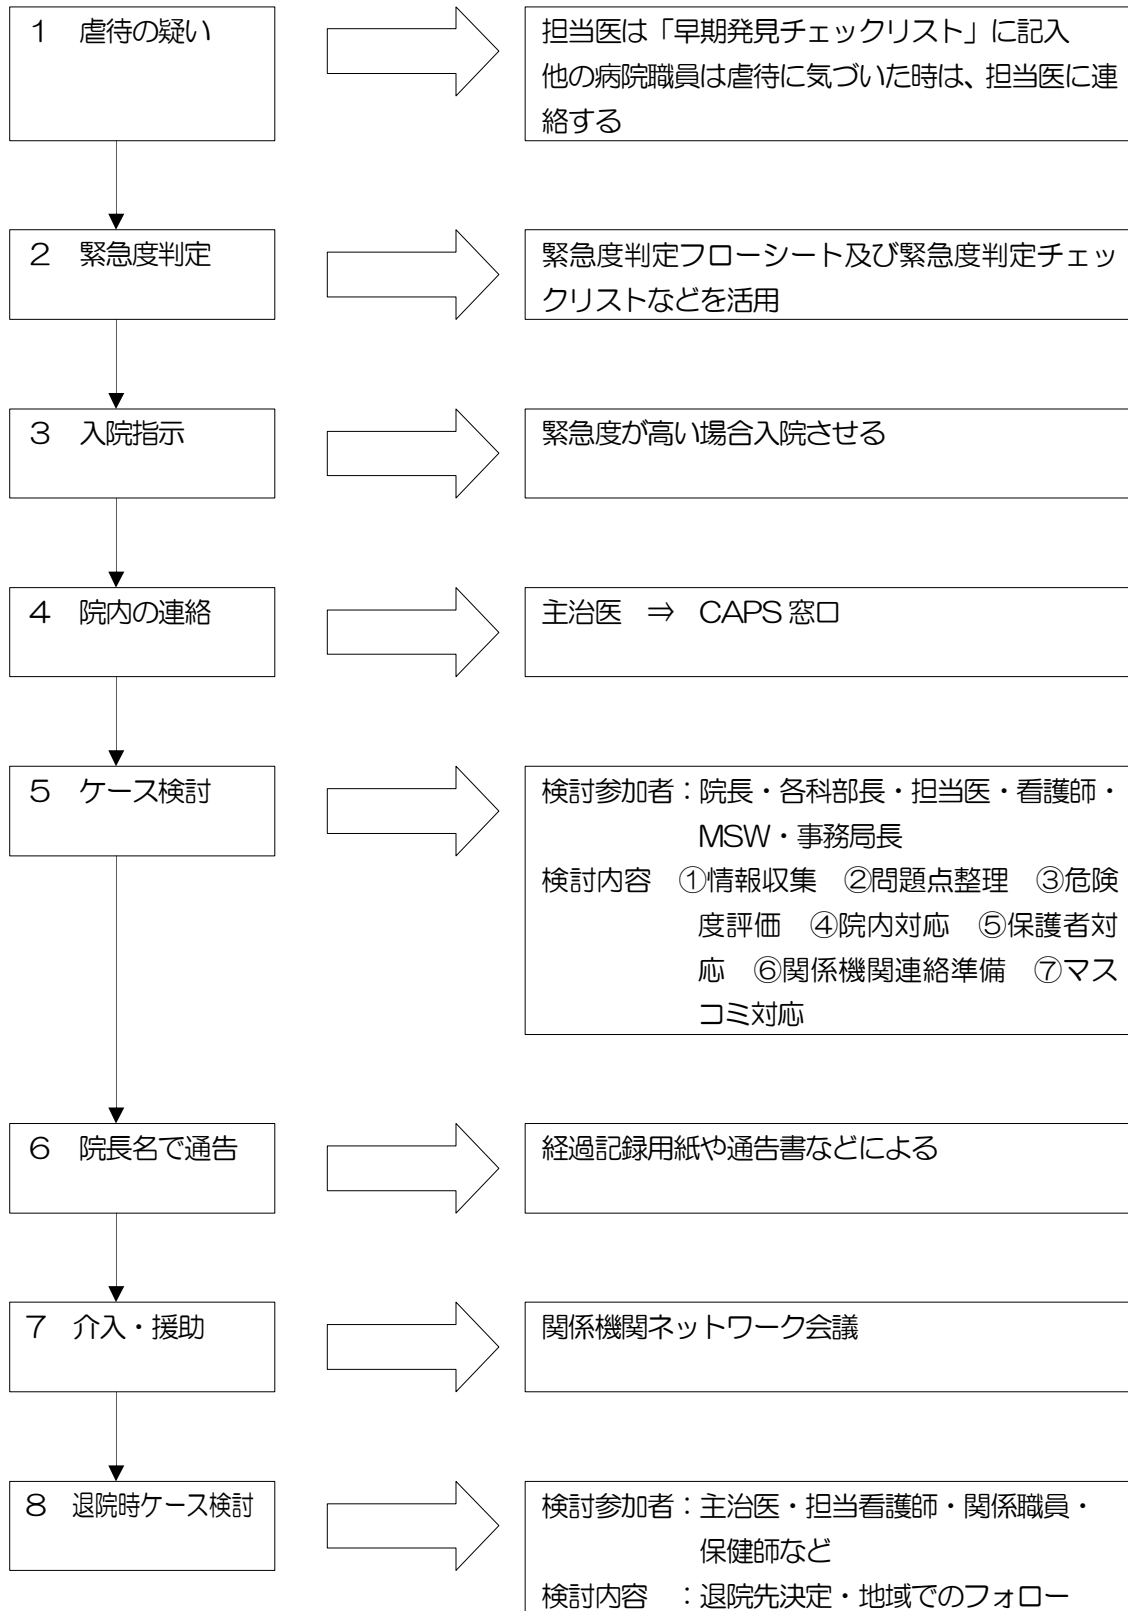 １　虐待の疑い
担当医は「早期発見チェックリスト」に記入
他の病院職員は虐待に気づいた時は、担当医に連
絡する
２　緊急度判定
緊急度判定フローシート及び緊急度判定チェッ
クリストなどを活用
３　入院指示
緊急度が高い場合入院させる
４　院内の連絡
主治医　⇒　CAPS 窓口
５　ケース検討
検討参加者：院長・各科部長・担当医・看護師・
MSW・事務局長
検討内容　①情報収集　②問題点整理　③危険
度評価　④院内対応　⑤保護者対
応　⑥関係機関連絡準備　⑦マス
コミ対応
６　院長名で通告
経過記録用紙や通告書などによる
７　介入・援助
関係機関ネットワーク会議
８　退院時ケース検討
検討参加者：主治医・担当看護師・関係職員・
保健師など
検討内容　：退院先決定・地域でのフォロー